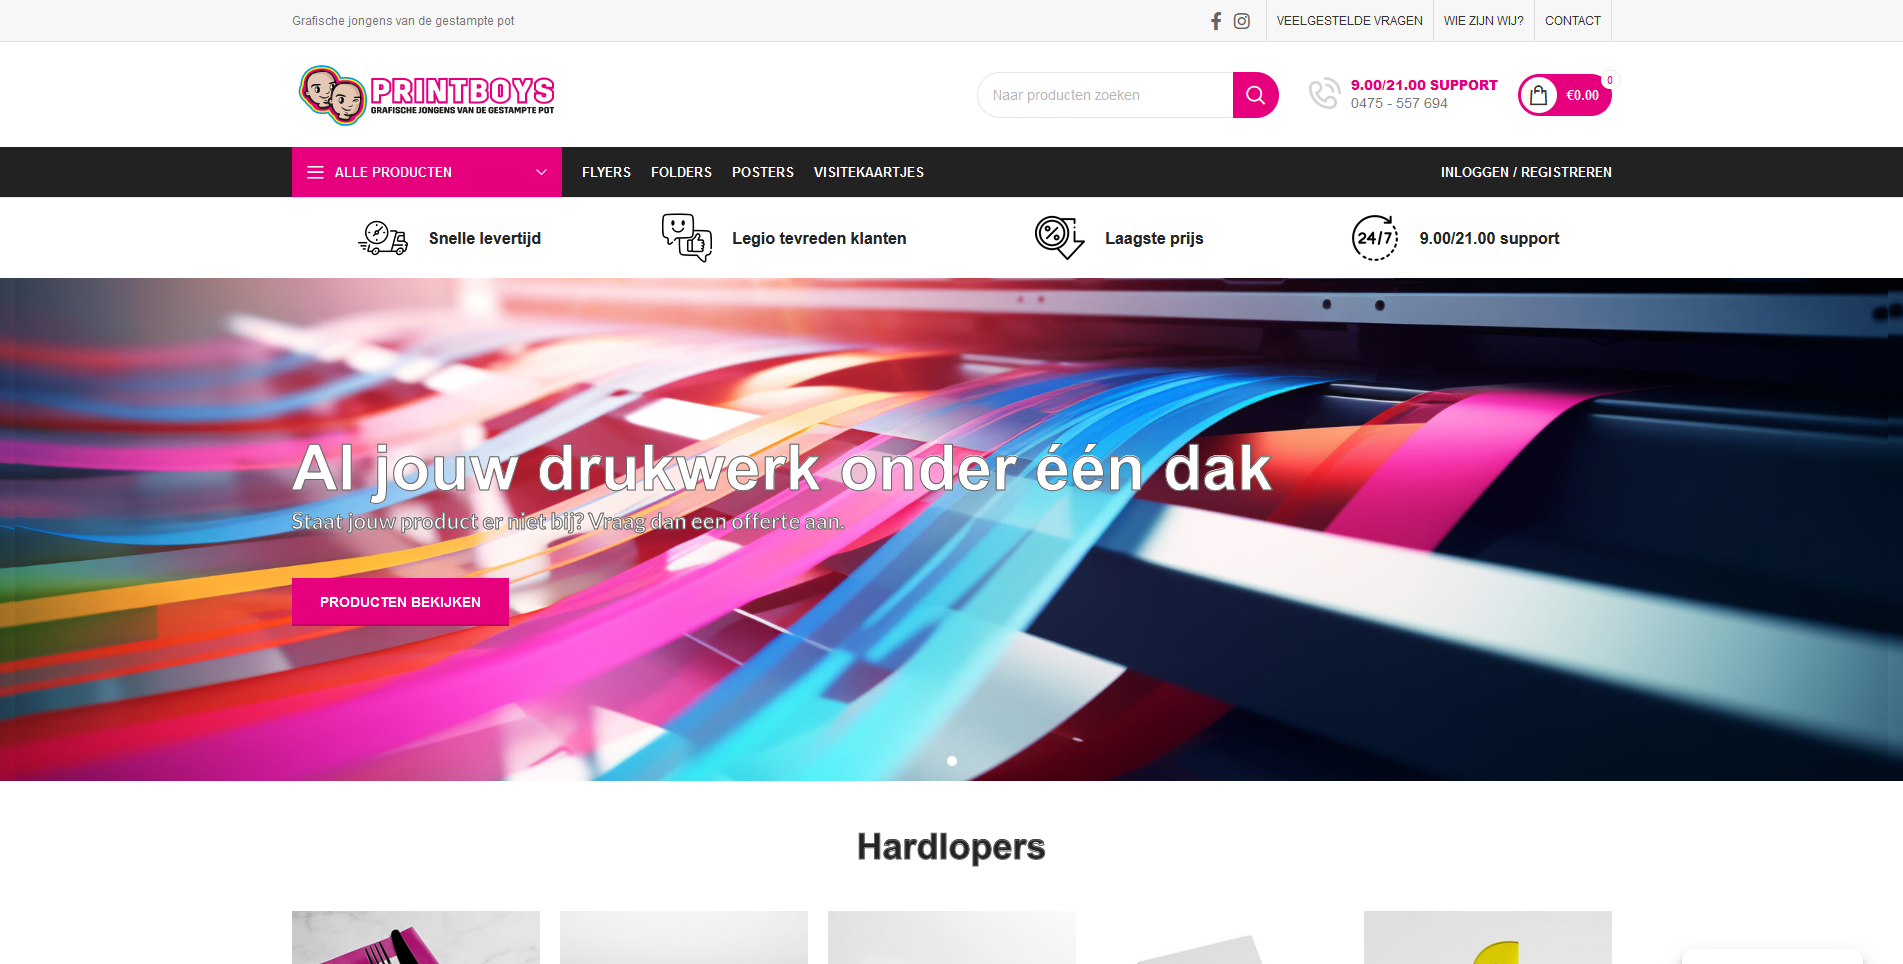 Grafische jongens van de gestampte pot
VEELGESTELDE VRAGEN
WIE ZIJN WIJ?
CONTACT
PRINTBOYS
GRAFISCHE JONGENS VAN DE GESTAMPTE POT
Naar producten zoeken
9.00/21.00 SUPPORT
0475 - 557 694
0
€0.00
ALLE PRODUCTEN
FLYERS
FOLDERS
POSTERS
VISITEKAARTJES
INLOGGEN / REGISTREREN
Snelle levertijd
Legio tevreden klanten
Laagste prijs
24/7
9.00/21.00 support
Al jouw drukwerk onder één dak
Staat jouw product er niet bij? Vraag dan een offerte aan.
PRODUCTEN BEKIJKEN
Hardlopers